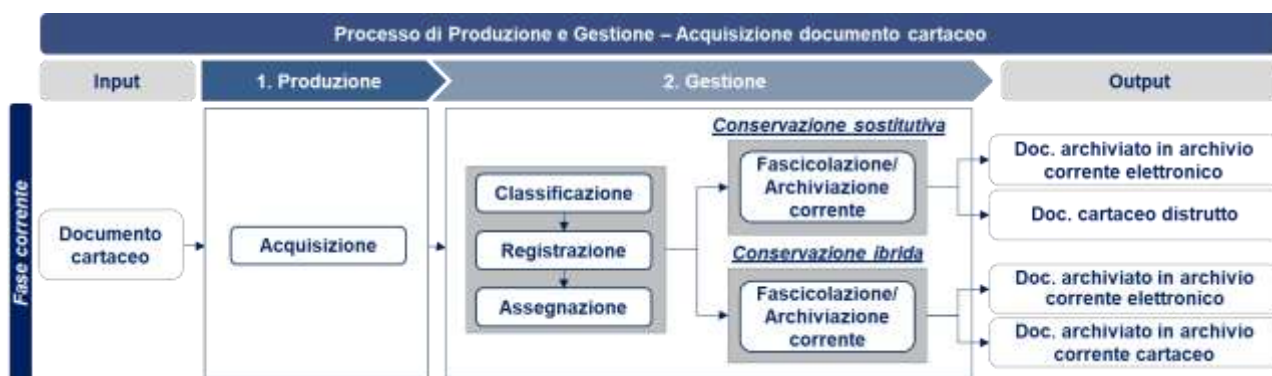 Processo di Produzione e Gestione – Acquisizione documento cartaceo
Input
1. Produzione
2. Gestione
Output
Fase corrente
Documento
cartaceo
Acquisizione
Classificazione
Registrazione
Assegnazione
Conservazione sostitutiva
Fascicolazione/
Archiviazione
corrente
Conservazione ibrida
Fascicolazione/
Archiviazione
corrente
Doc. archiviato in archivio
corrente elettronico
Doc. cartaceo distrutto
Doc. archiviato in archivio
corrente elettronico
Doc. archiviato in archivio
corrente cartaceo